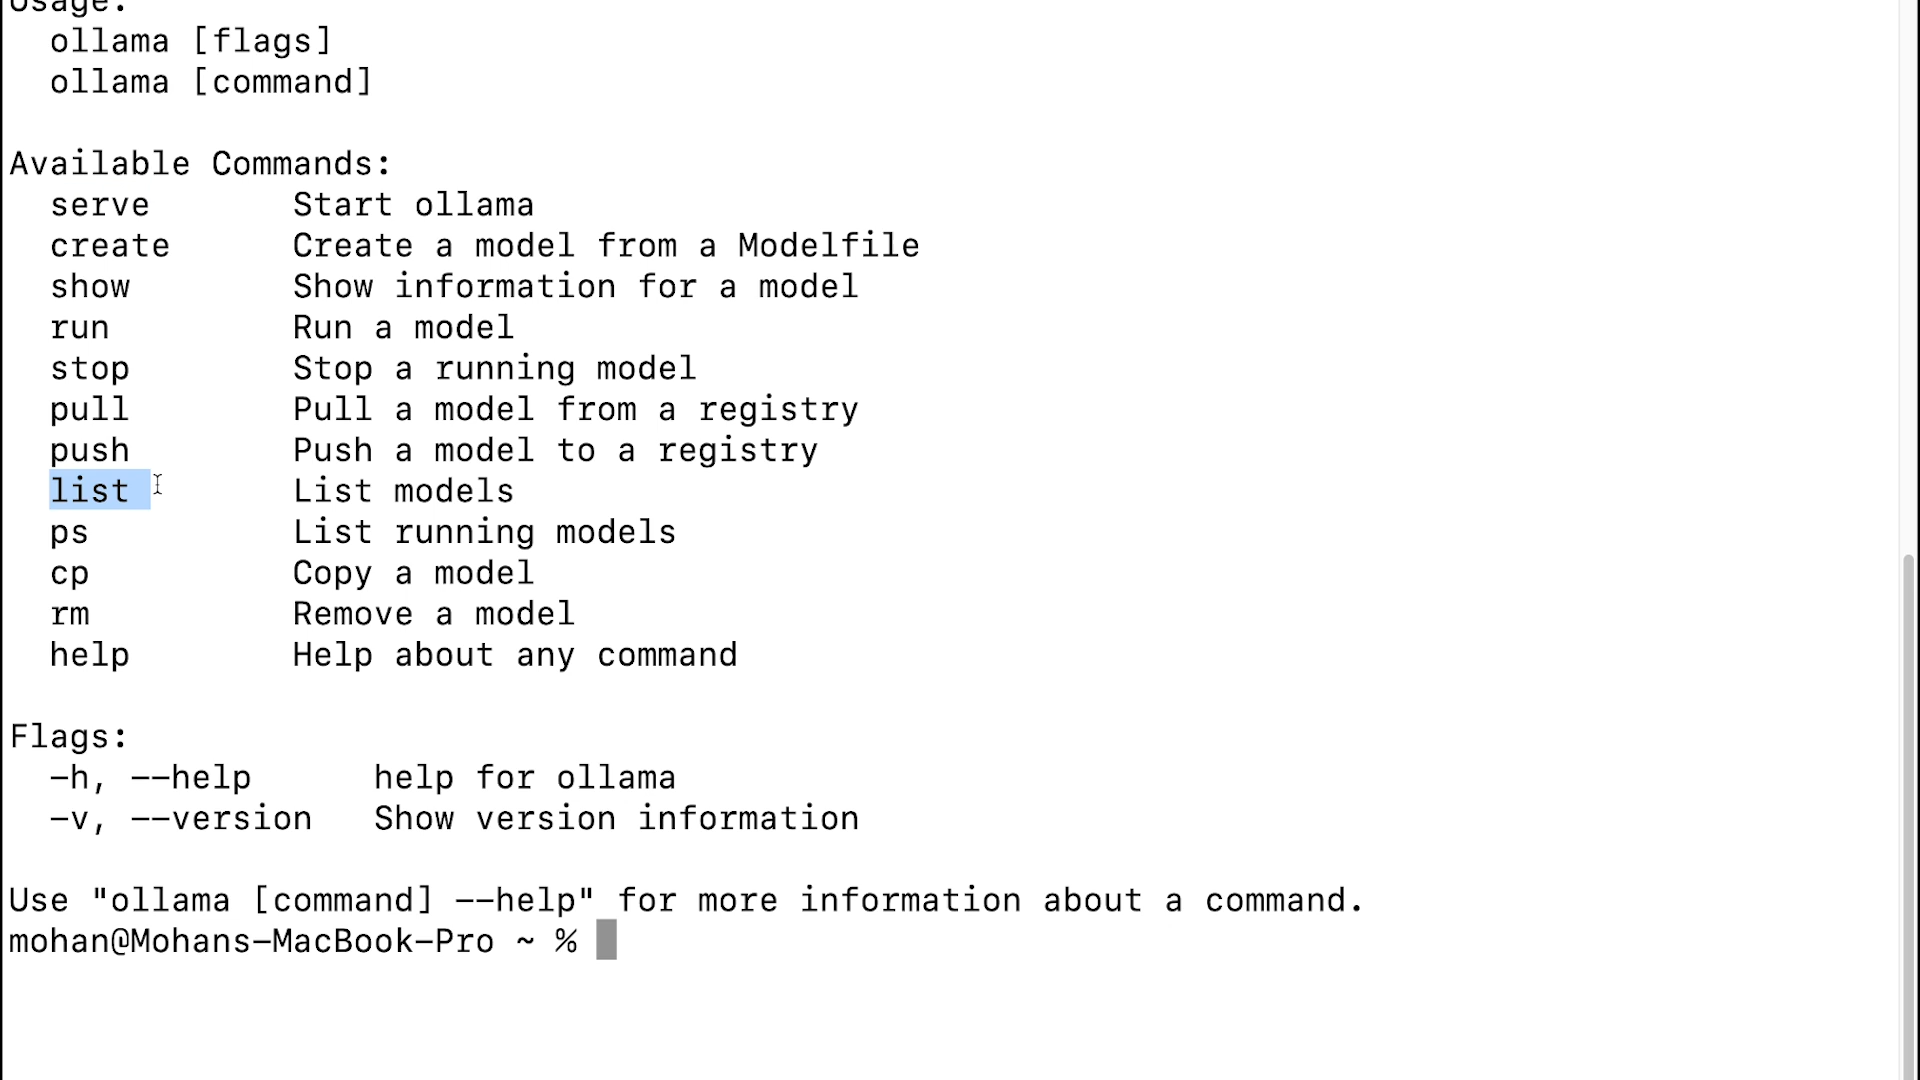 Usage:
ollama [flags]
ollama [command]
Available Commands:
serve Start ollama
create Create a model from a Modelfile
show Show information for a model
run Run a model
stop Stop a running model
pull Pull a model from a registry
push Push a model to a registry
list List models
ps List running models
cp Copy a model
rm Remove a model
help Help about any command
Flags:
-h, --help help for ollama
-v, --version Show version information
Use "ollama [command] --help" for more information about a command.
mohan@Mohans-MacBook-Pro ~ %